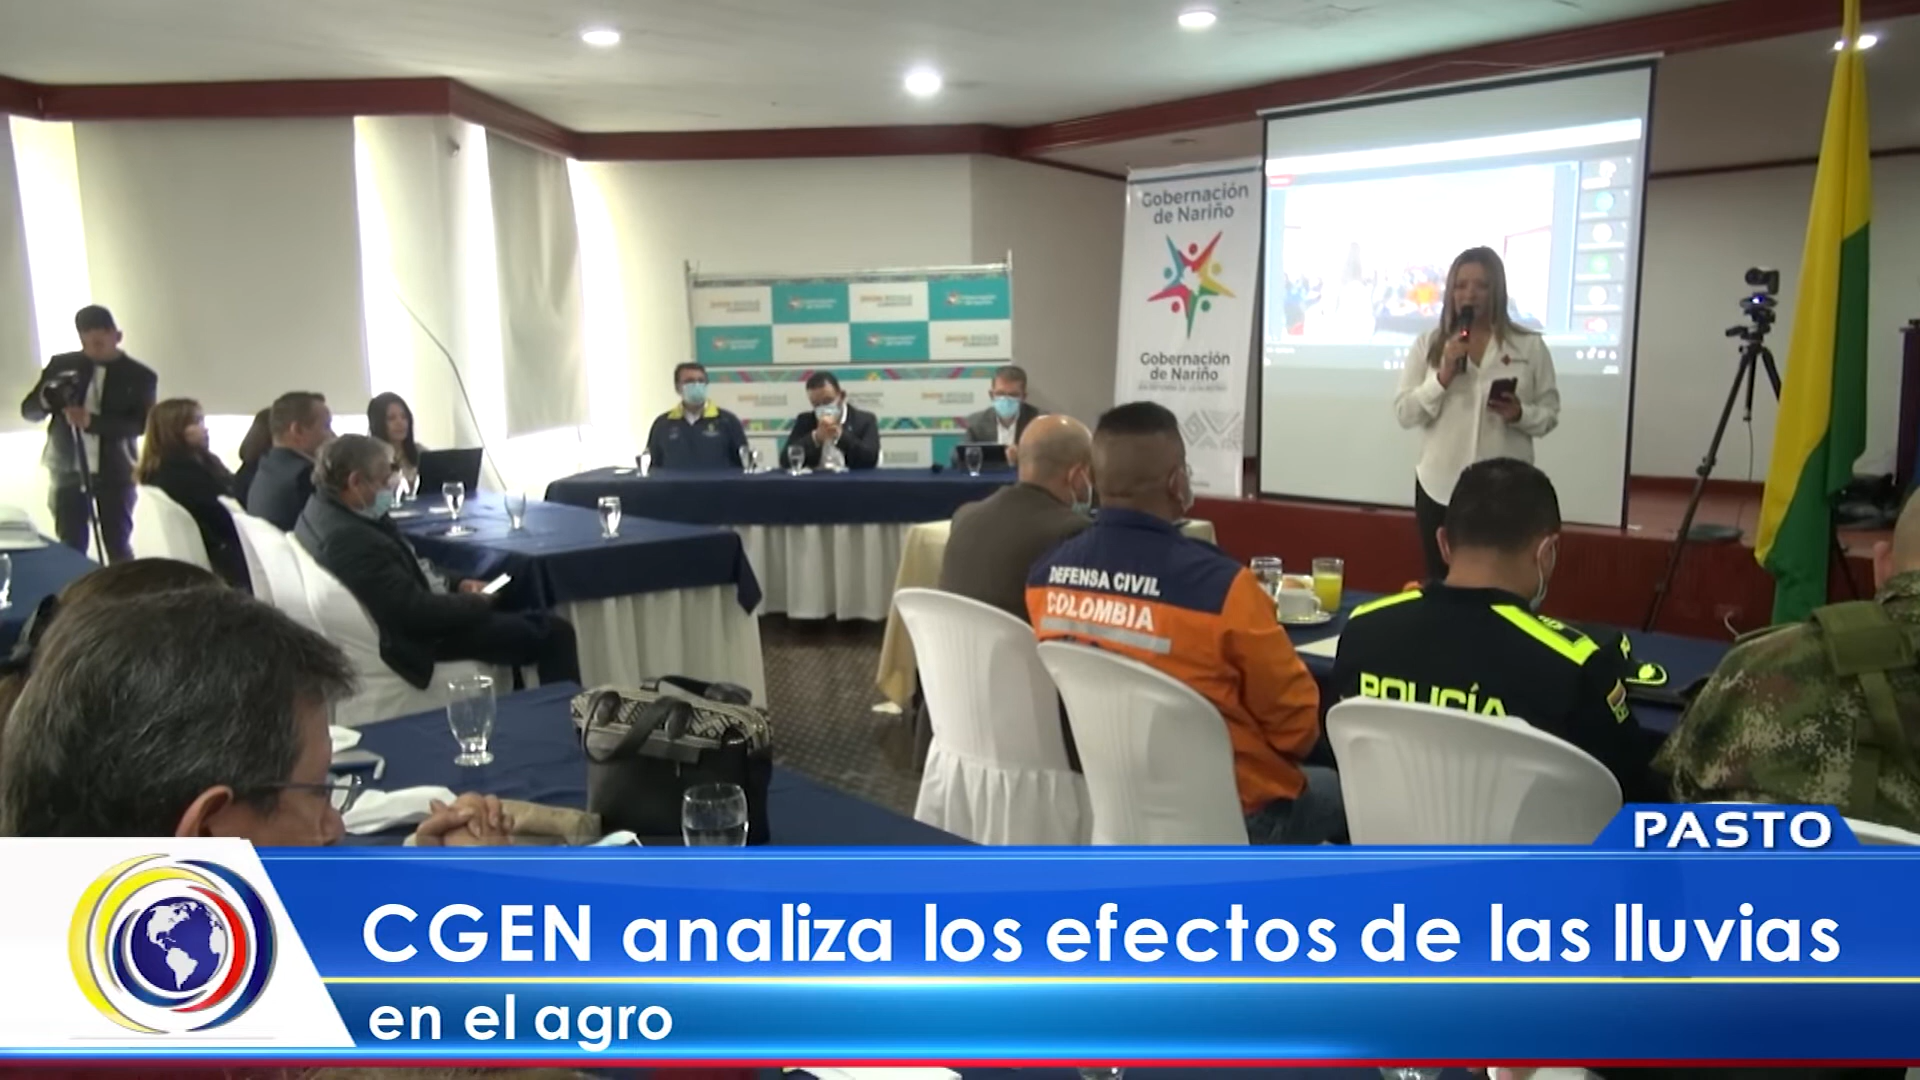 Gobernación
de Nariño
Gobernación
de Nariño
DEFENSA CIVIL
COLOMBIA
POLICÍA
PASTO
CGEN analiza los efectos de las lluvias
en el agro